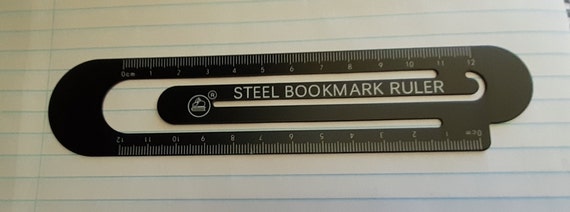 0cm 1 2 3 4 5 6 7 8 9 10 11 12
® STEEL BOOKMARK RULER
12 11 10 9 8 7 6 5 4 3 2 1 0cm